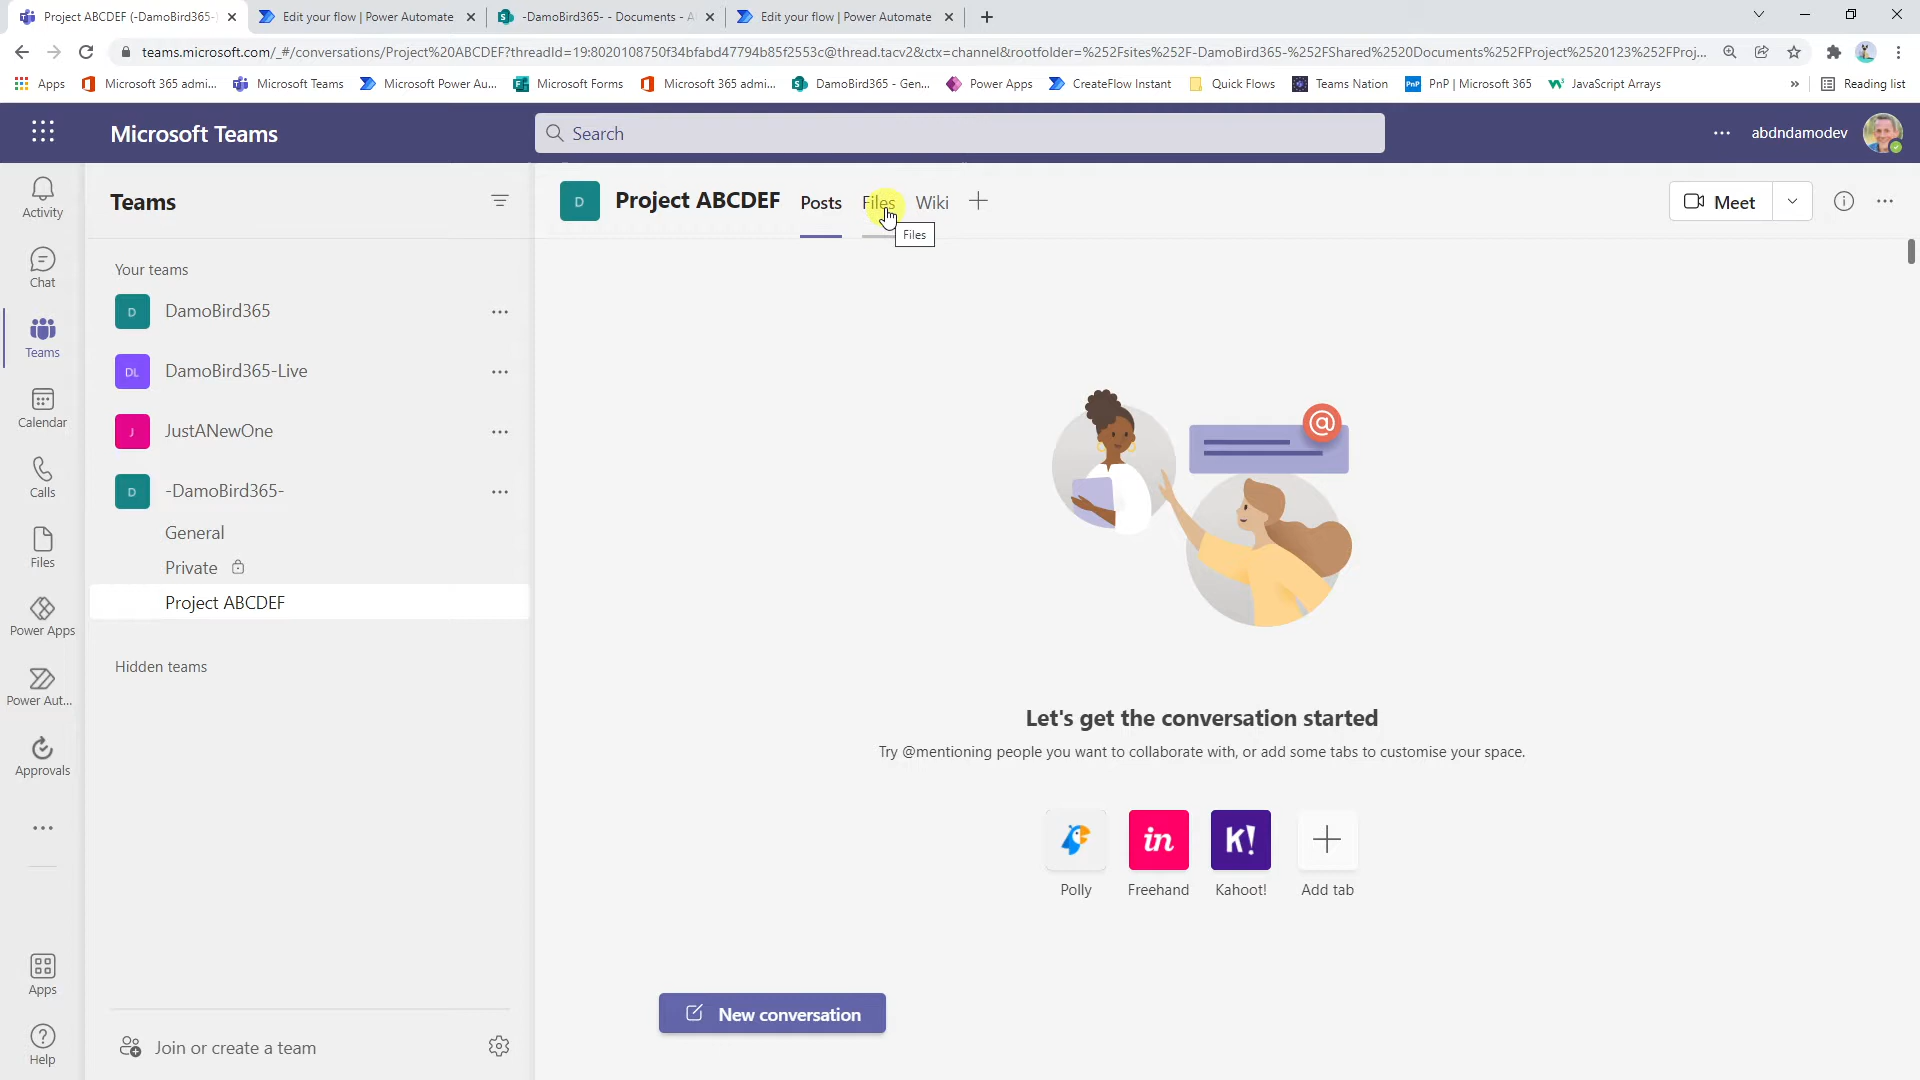 Project ABCDEF (-DamoBird365-
Edit your flow | Power Automate
-DamoBird365- - Documents - A
Edit your flow | Power Automate
teams.microsoft.com/_#/conversations/Project%20ABCDEF?threadId=19:8020108750f34bfabd47794b85f2553c@thread.tacv2&ctx=channel&rootfolder=%252Fsites%252F-DamoBird365-%252FShared%2520Documents%252FProject%2520123%252FProj...
Apps
Microsoft 365 admi...
Microsoft Teams
Microsoft Power Au...
Microsoft Forms
Microsoft 365 admi...
DamoBird365 - Gen...
Power Apps
CreateFlow Instant
Quick Flows
Teams Nation
PnP
PnP | Microsoft 365
JavaScript Arrays
»
Reading list
Microsoft Teams
Search
abdndamodev
Activity
Chat
Teams
Calendar
Calls
Files
Power Apps
Power Aut...
Approvals
Apps
Help
Teams
Your teams
D
DamoBird365
DL
DamoBird365-Live
J
JustANewOne
D
-DamoBird365-
General
Private
Project ABCDEF
Hidden teams
Join or create a team
D
Project ABCDEF
Posts
Files
Wiki
Files
Meet
@
Let's get the conversation started
Try @mentioning people you want to collaborate with, or add some tabs to customise your space.
in
K!
Polly
Freehand
Kahoot!
Add tab
New conversation